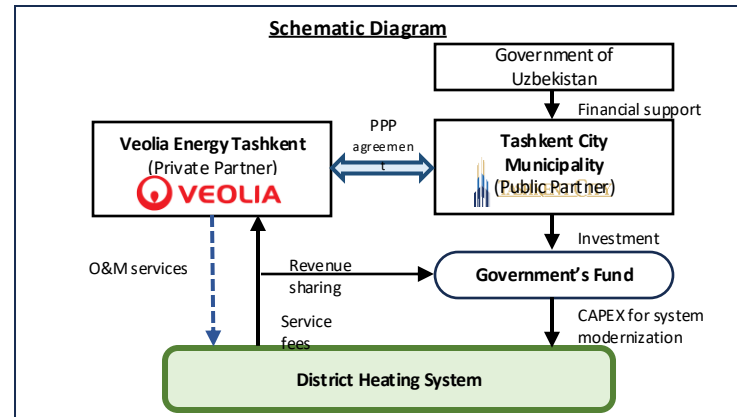 Schematic Diagram
Government of
Uzbekistan
Financial support
Veolia Energy Tashkent
(Private Partner)
VEOLIA
PPP
agreemen
t
Tashkent City
Municipality
(Public Partner)
Investment
O&M services
Revenue
sharing
Government’s Fund
Service
fees
CAPEX for system
modernization
District Heating System